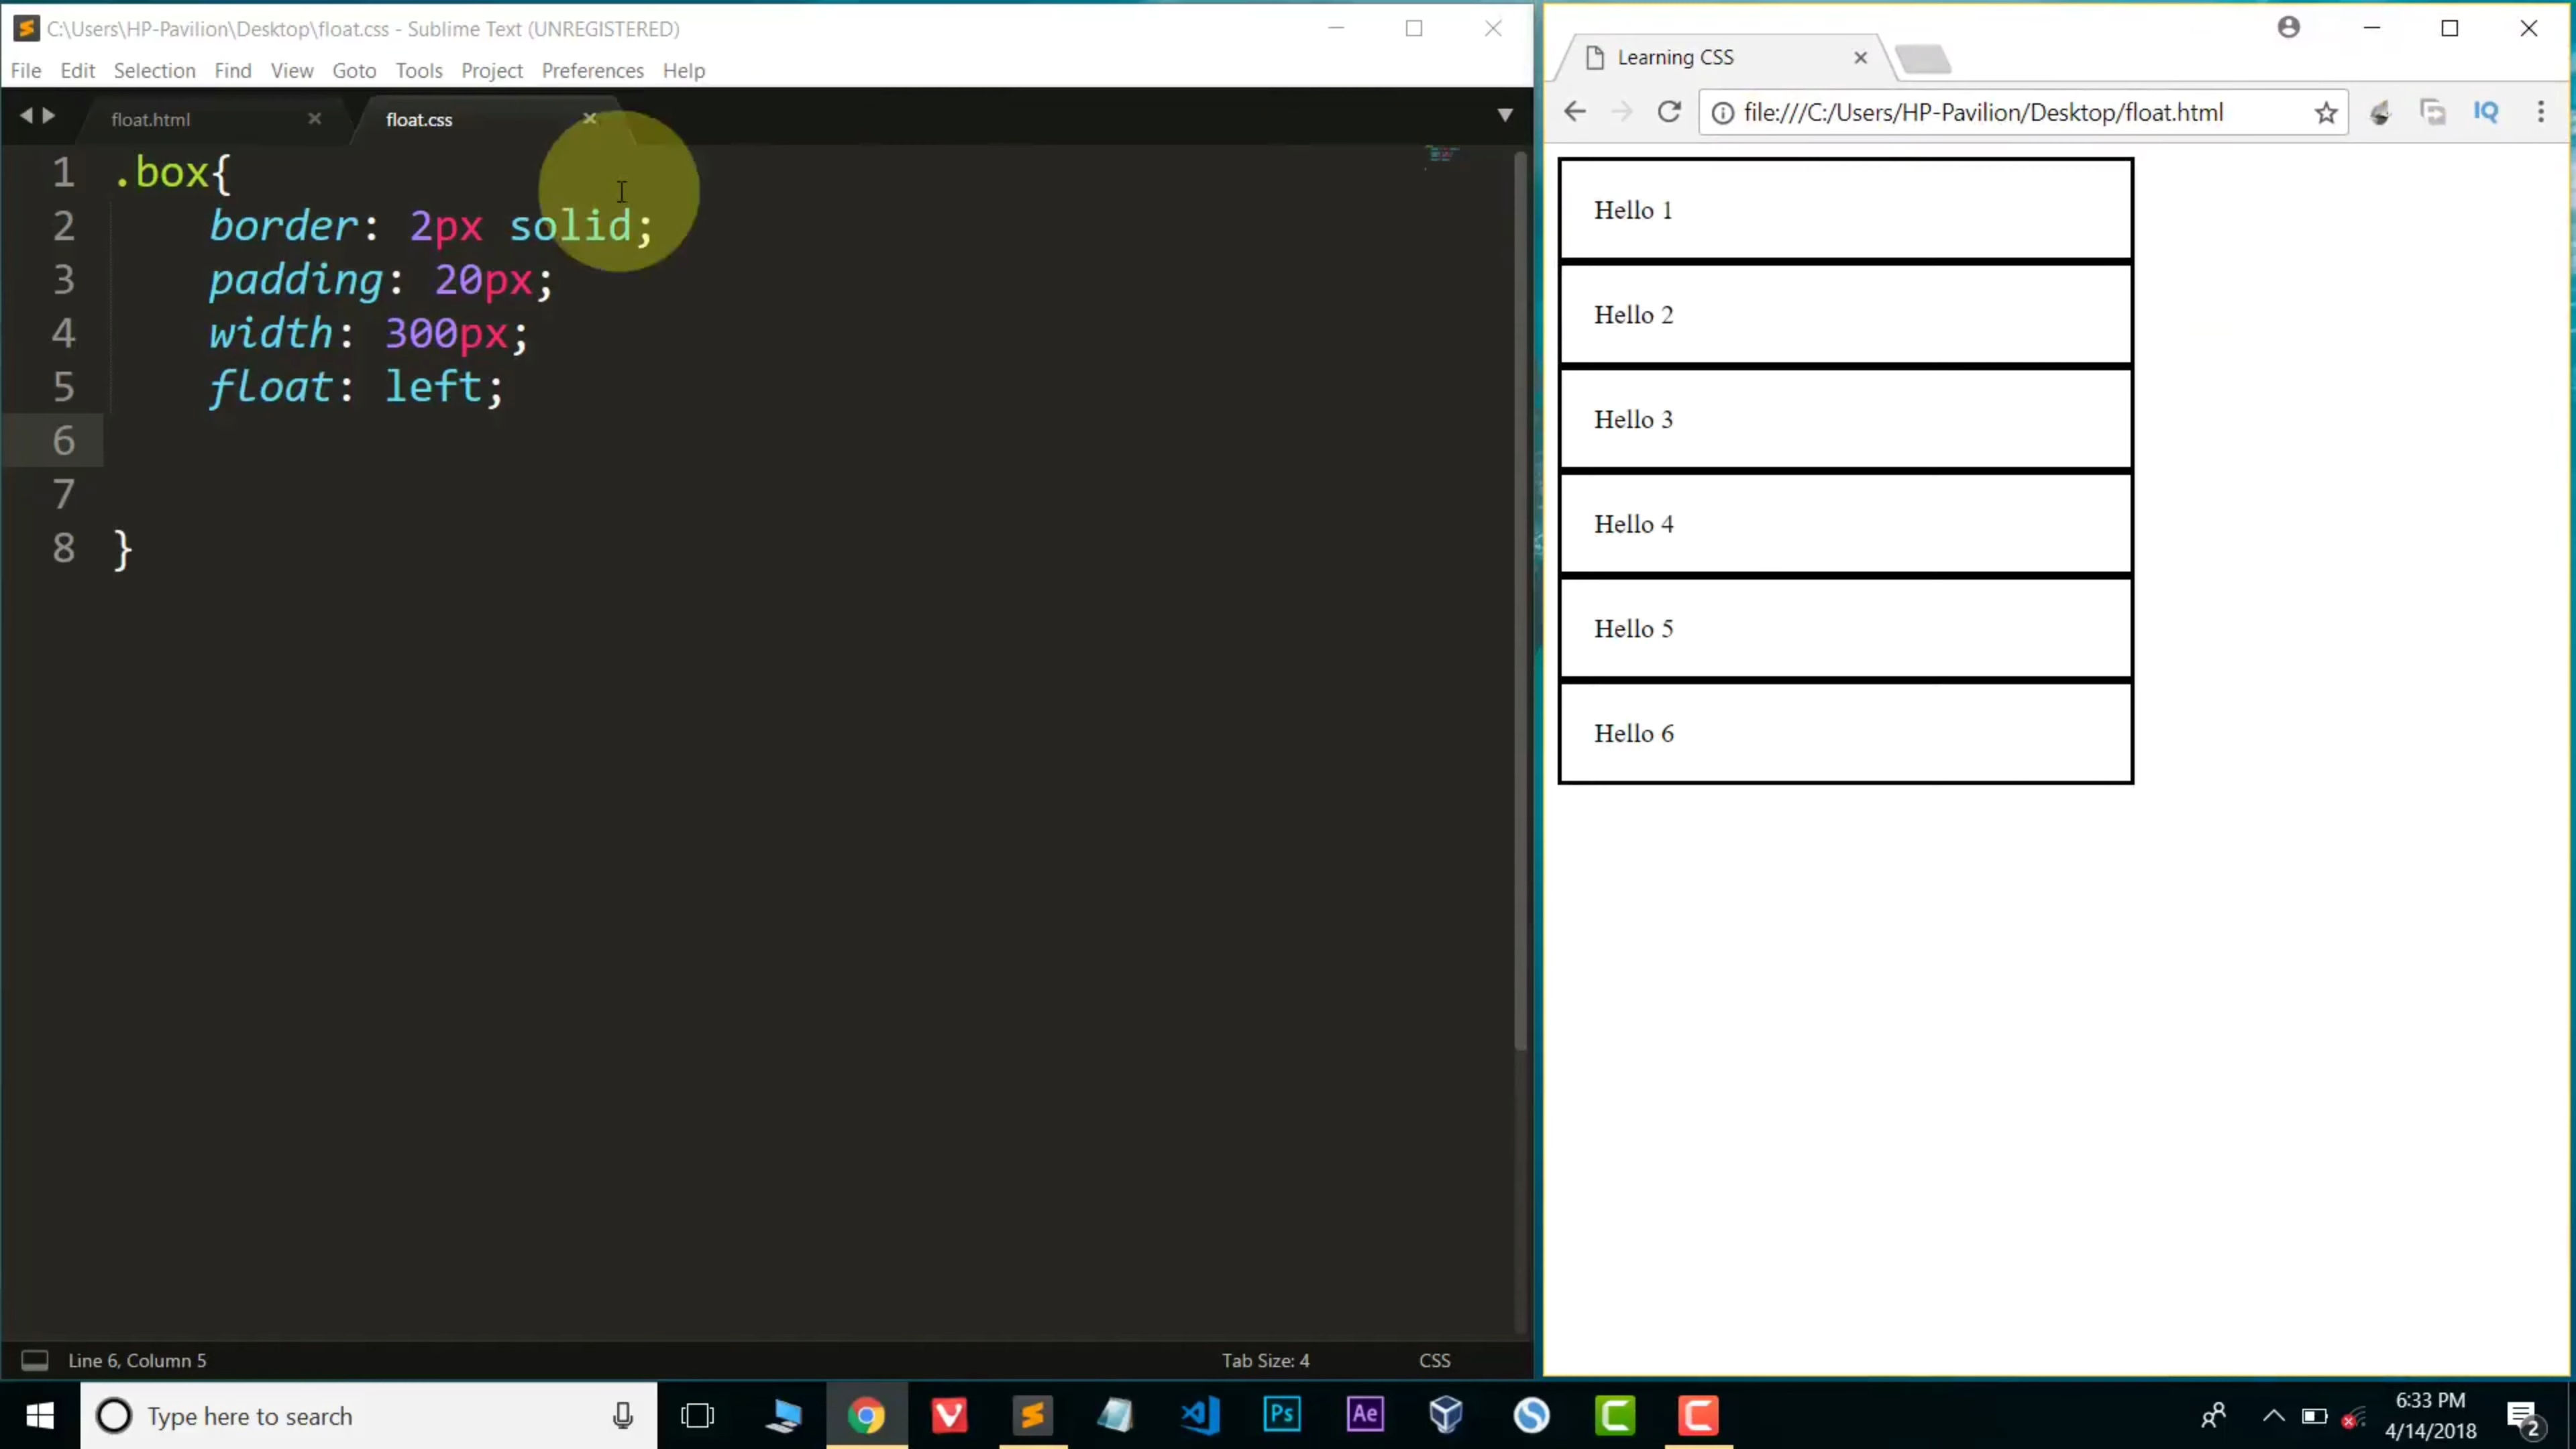 C:\Users\HP-Pavilion\Desktop\float.css - Sublime Text (UNREGISTERED)
File Edit Selection Find View Goto Tools Project Preferences Help
float.html float.css
1 .box{
2 border: 2px solid;
3 padding: 20px;
4 width: 300px;
5 float: left;
6
7
8 }
Line 6, Column 5 Tab Size: 4 CSS
Learning CSS
file:///C:/Users/HP-Pavilion/Desktop/float.html
IQ
Hello 1
Hello 2
Hello 3
Hello 4
Hello 5
Hello 6
Type here to search
Ps
Ae
6:33 PM
4/14/2018
2